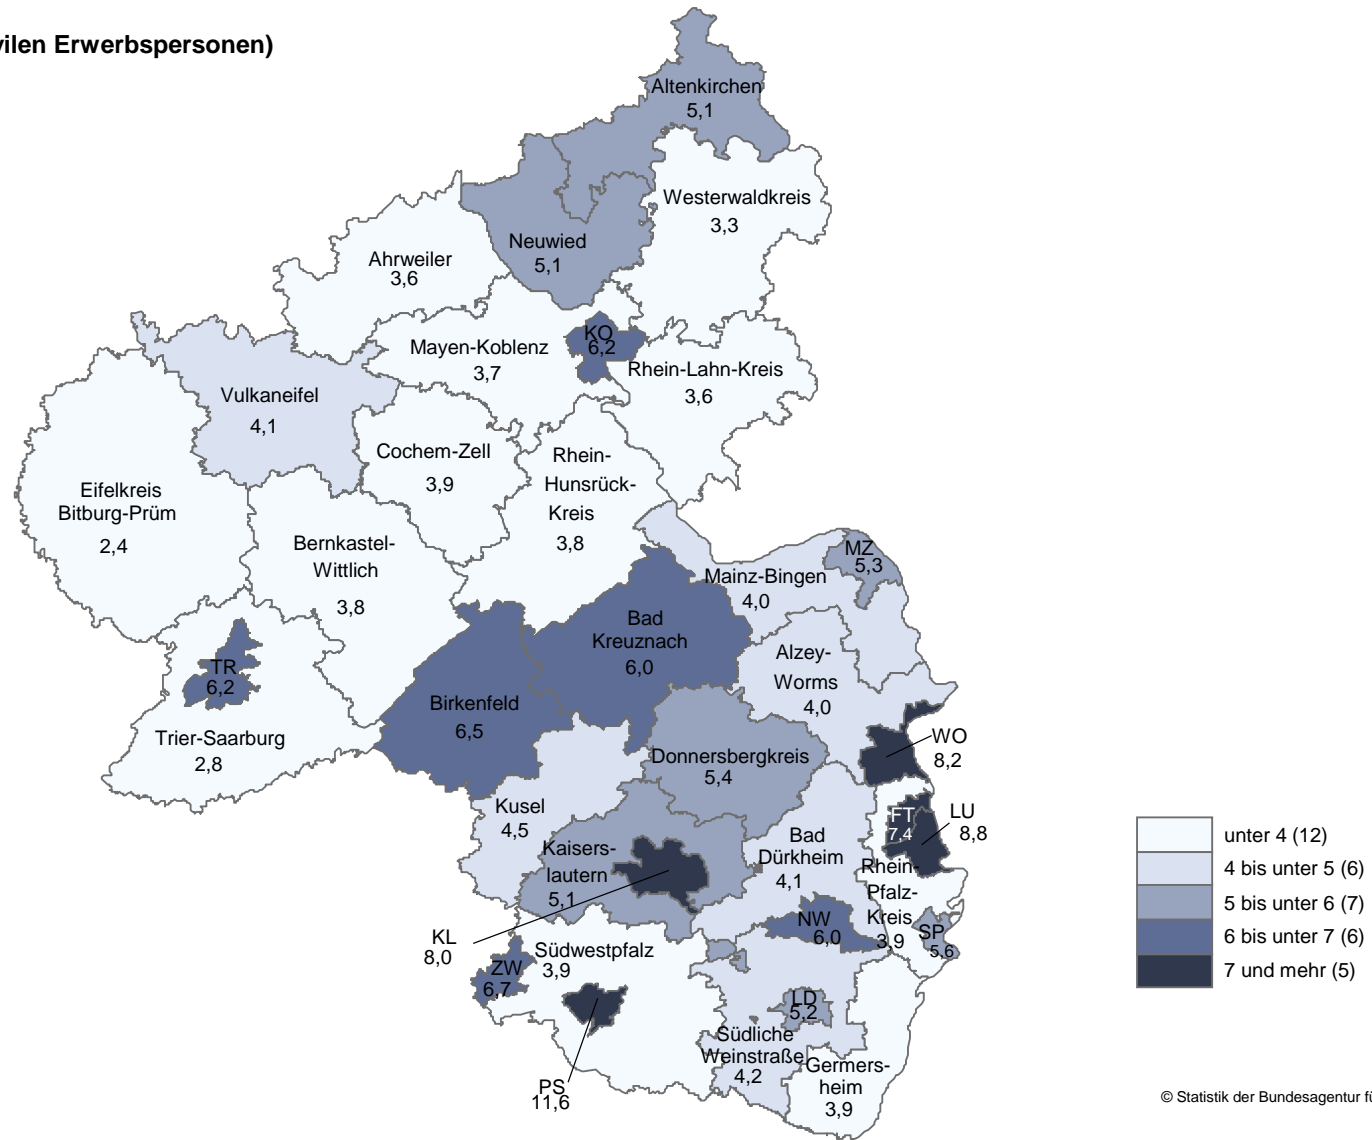 vilen Erwerbspersonen)
Altenkirchen
5,1
Westerwaldkreis
3,3
Neuwied
5,1
Ahrweiler
3,6
KO
6,2
Mayen-Koblenz
3,7
Rhein-Lahn-Kreis
3,6
Vulkaneifel
4,1
Cochem-Zell
3,9
Rhein-
Hunsrück-
Kreis
3,8
Eifelkreis
Bitburg-Prüm
2,4
Bernkastel-
Wittlich
3,8
MZ
5,3
Mainz-Bingen
4,0
Bad
Kreuznach
6,0
Alzey-
Worms
4,0
TR
6,2
Birkenfeld
6,5
Trier-Saarburg
2,8
WO
8,2
Donnersbergkreis
5,4
Kusel
4,5
FT
7,4
LU
8,8
Bad
Dürkheim
4,1
Kaisers-
lautern
5,1
Rhein-
Pfalz-
Kreis
3,9
NW
6,0
SP
5,6
KL
8,0
Südwestpfalz
3,9
ZW
6,7
LD
5,2
Südliche
Weinstraße
4,2
Germers-
heim
3,9
PS
11,6
unter 4 (12)
4 bis unter 5 (6)
5 bis unter 6 (7)
6 bis unter 7 (6)
7 und mehr (5)
© Statistik der Bundesagentur fü